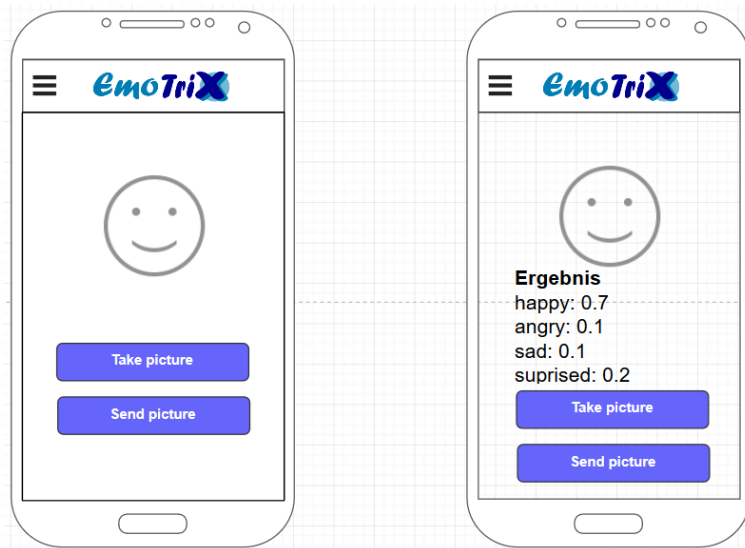 EmoTriX
Take picture
Send picture
EmoTriX
Ergebnis
happy: 0.7
angry: 0.1
sad: 0.1
suprised: 0.2
Take picture
Send picture